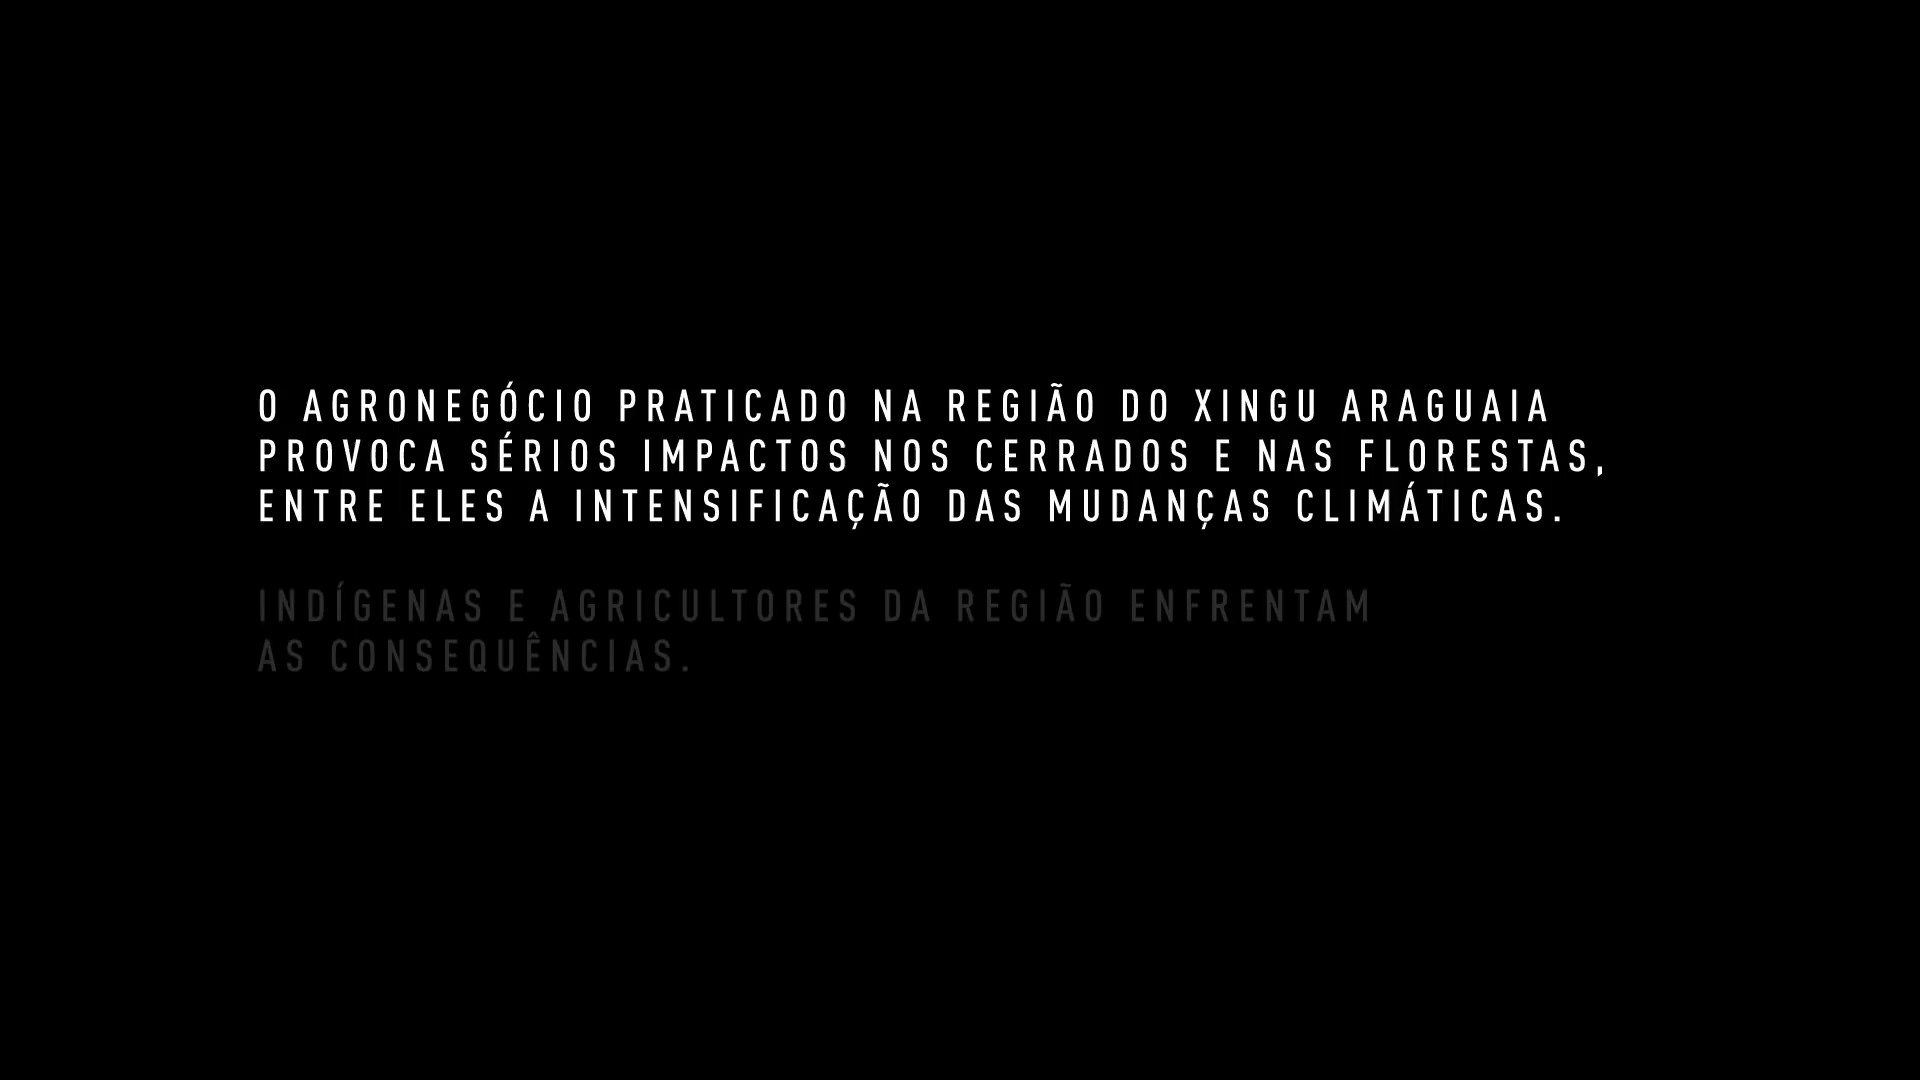 O AGRONEGÓCIO PRATICADO NA REGIÃO DO XINGU ARAGUAIA
PROVOCA SÉRIOS IMPACTOS NOS CERRADOS E NAS FLORESTAS,
ENTRE ELES A INTENSIFICAÇÃO DAS MUDANÇAS CLIMÁTICAS.
INDÍGENAS E AGRICULTORES DA REGIÃO ENFRENTAM
AS CONSEQUÊNCIAS.